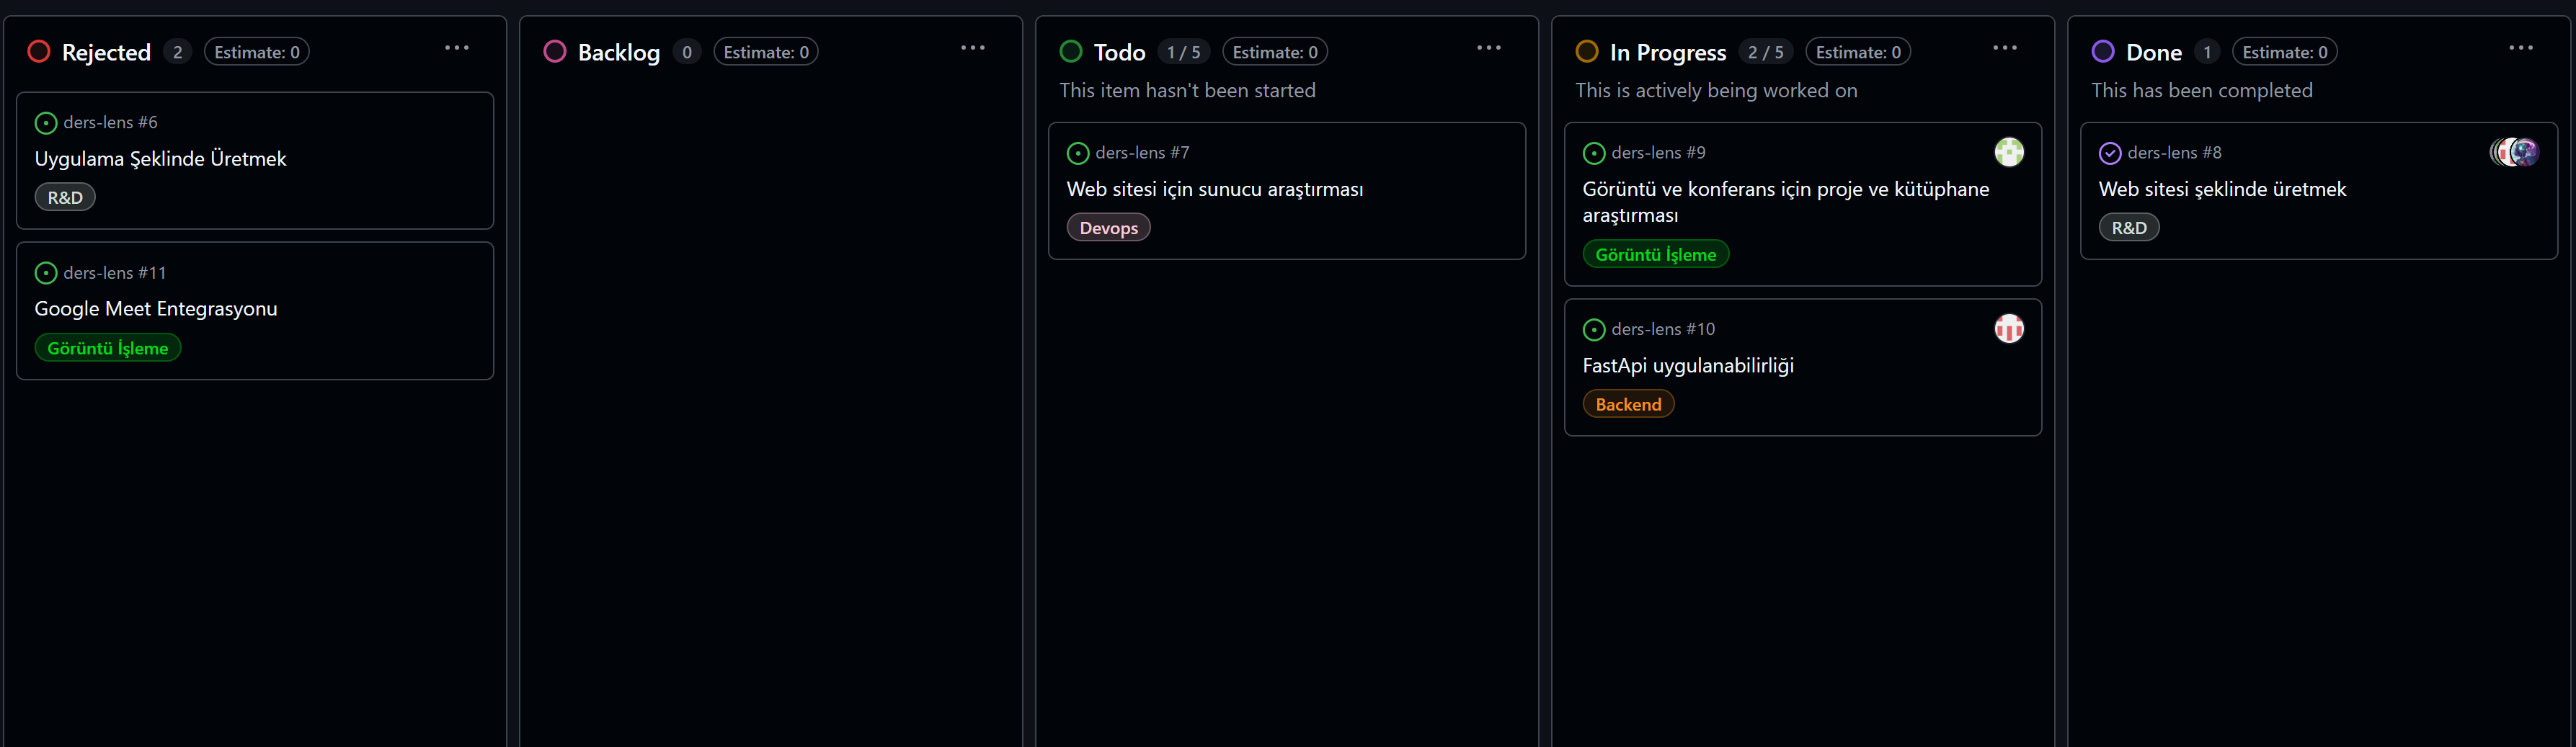 Rejected 2 Estimate: 0
ders-lens #6
Uygulama Şeklinde Üretmek
R&D
ders-lens #11
Google Meet Entegrasyonu
Görüntü İşleme
Backlog 0 Estimate: 0
Todo 1 / 5 Estimate: 0
This item hasn't been started
ders-lens #7
Web sitesi için sunucu araştırması
Devops
In Progress 2 / 5 Estimate: 0
This is actively being worked on
ders-lens #9
Görüntü ve konferans için proje ve kütüphane
araştırması
Görüntü İşleme
ders-lens #10
FastApi uygulanabilirliği
Backend
Done 1 Estimate: 0
This has been completed
ders-lens #8
Web sitesi şeklinde üretmek
R&D